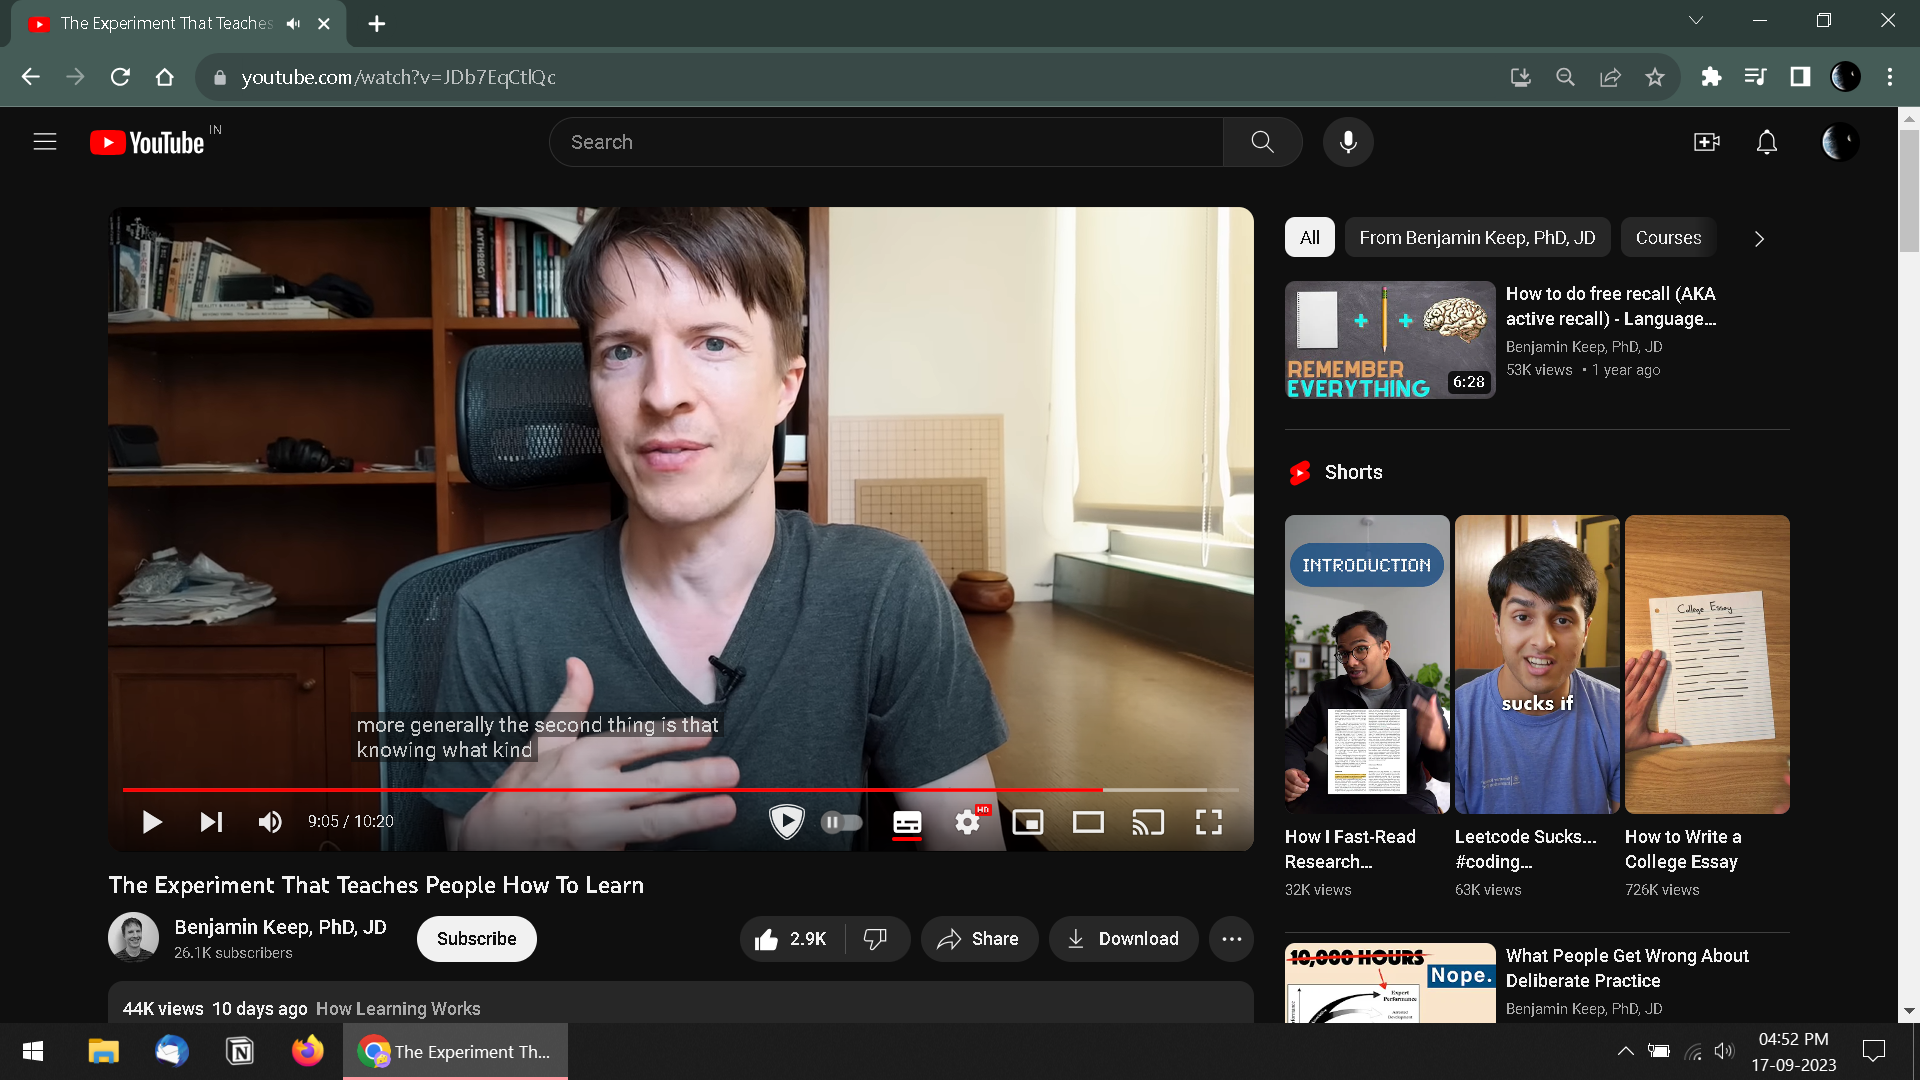 The Experiment That Teaches
youtube.com/watch?v=JDb7EqCtlQc
YouTube IN
Search
MYTHOLOGY
more generally the second thing is that
knowing what kind
9:05 / 10:20
HD
The Experiment That Teaches People How To Learn
Benjamin Keep, PhD, JD
26.1K subscribers
Subscribe
2.9K
Share
Download
44K views 10 days ago How Learning Works
All
From Benjamin Keep, PhD, JD
Courses
REMEMBER
EVERYTHING
6:28
How to do free recall (AKA
active recall) - Language...
Benjamin Keep, PhD, JD
53K views • 1 year ago
Shorts
INTRODUCTION
How I Fast-Read
Research...
32K views
sucks if
Leetcode Sucks...
#coding...
63K views
College Essay
How to Write a
College Essay
726K views
10,000 HOURS
Nope.
Expert
Performance
Arrested
Development
What People Get Wrong About
Deliberate Practice
Benjamin Keep, PhD, JD
The Experiment Th...
04:52 PM
17-09-2023